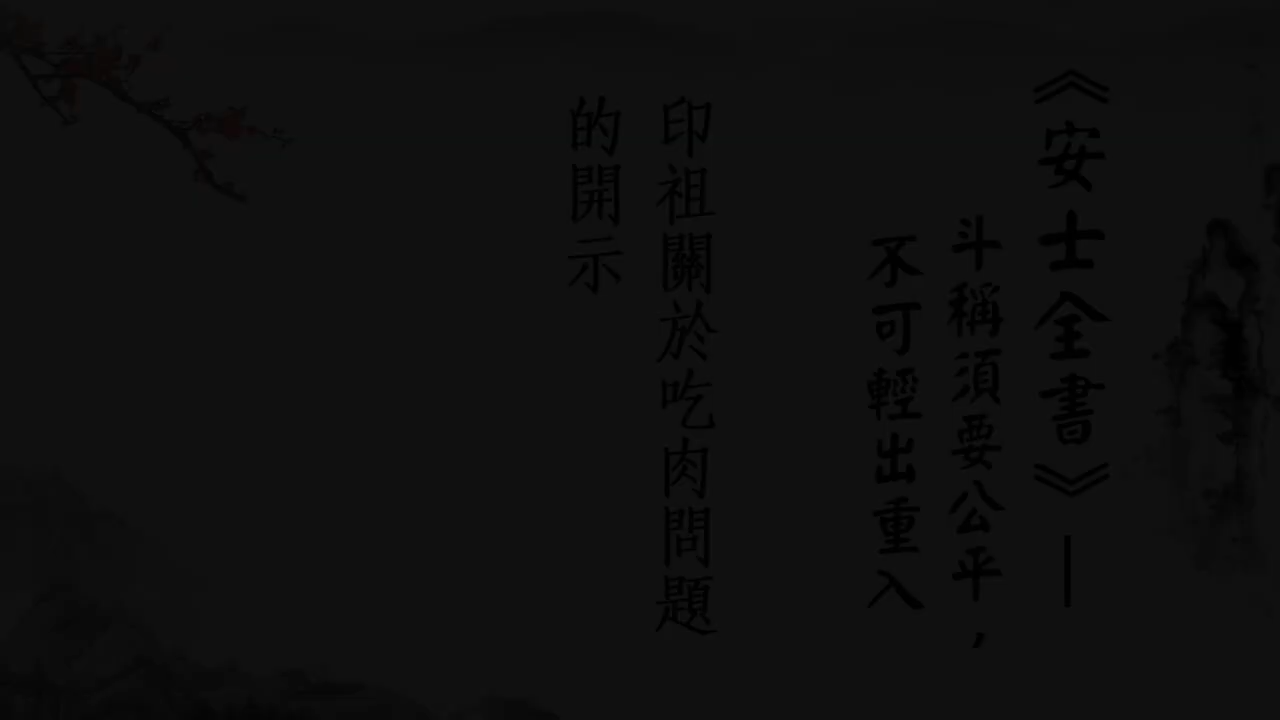 《安士全書》—
斗稱須要公平，
不可輕出重入
印祖關於吃肉問題
的開示